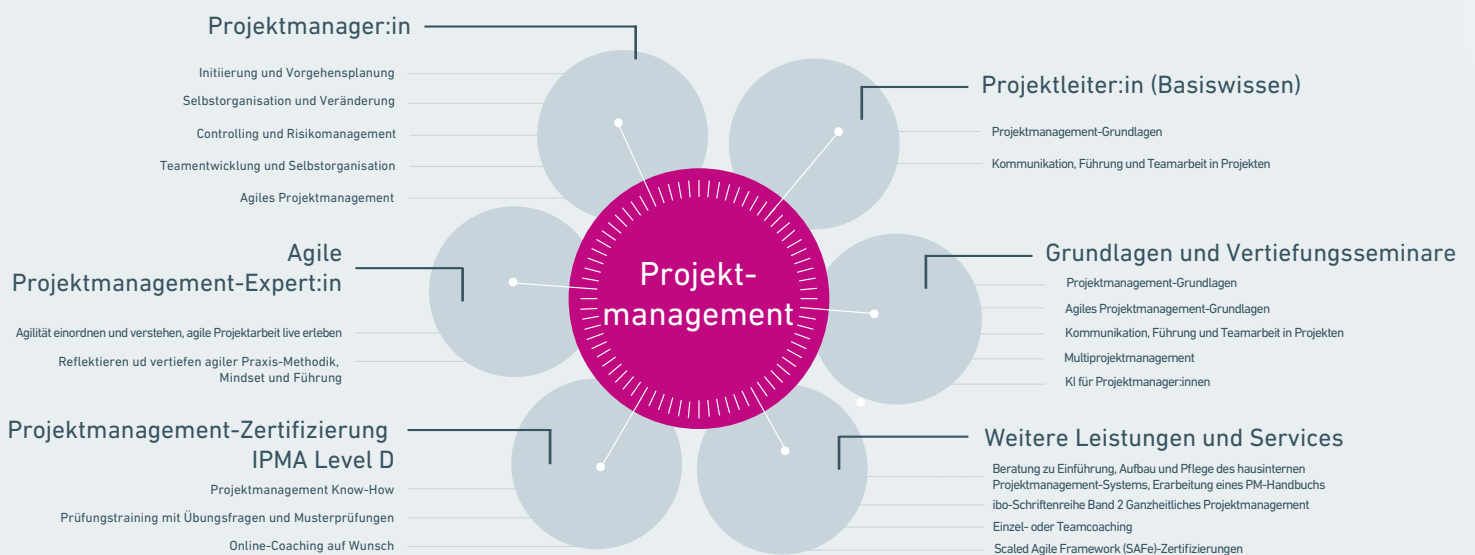 Projektmanager:in
Initiierung und Vorgehensplanung
Selbstorganisation und Veränderung
Controlling und Risikomanagement
Teamentwicklung und Selbstorganisation
Agiles Projektmanagement
Projektleiter:in (Basiswissen)
Projektmanagement-Grundlagen
Kommunikation, Führung und Teamarbeit in Projekten
Agile
Projektmanagement-Expert:in
Agilität einordnen und verstehen, agile Projektarbeit live erleben
Reflektieren ud vertiefen agiler Praxis-Methodik,
Mindset und Führung
Projekt-
management
Grundlagen und Vertiefungsseminare
Projektmanagement-Grundlagen
Agiles Projektmanagement-Grundlagen
Kommunikation, Führung und Teamarbeit in Projekten
Multiprojektmanagement
KI für Projektmanager:innen
Projektmanagement-Zertifizierung
IPMA Level D
Projektmanagement Know-How
Prüfungstraining mit Übungsfragen und Musterprüfungen
Online-Coaching auf Wunsch
Weitere Leistungen und Services
Beratung zu Einführung, Aufbau und Pflege des hausinternen
Projektmanagement-Systems, Erarbeitung eines PM-Handbuchs
ibo-Schriftenreihe Band 2 Ganzheitliches Projektmanagement
Einzel- oder Teamcoaching
Scaled Agile Framework (SAFe)-Zertifizierungen